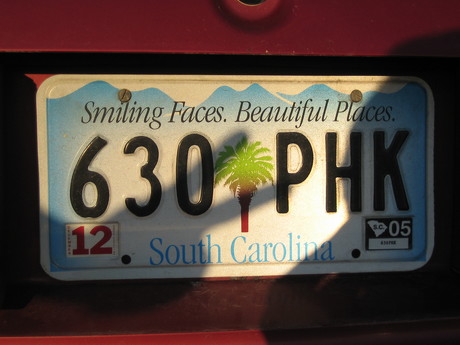 Smiling Faces. Beautiful Places.
630 PHK
12
S.C. 05
South Carolina